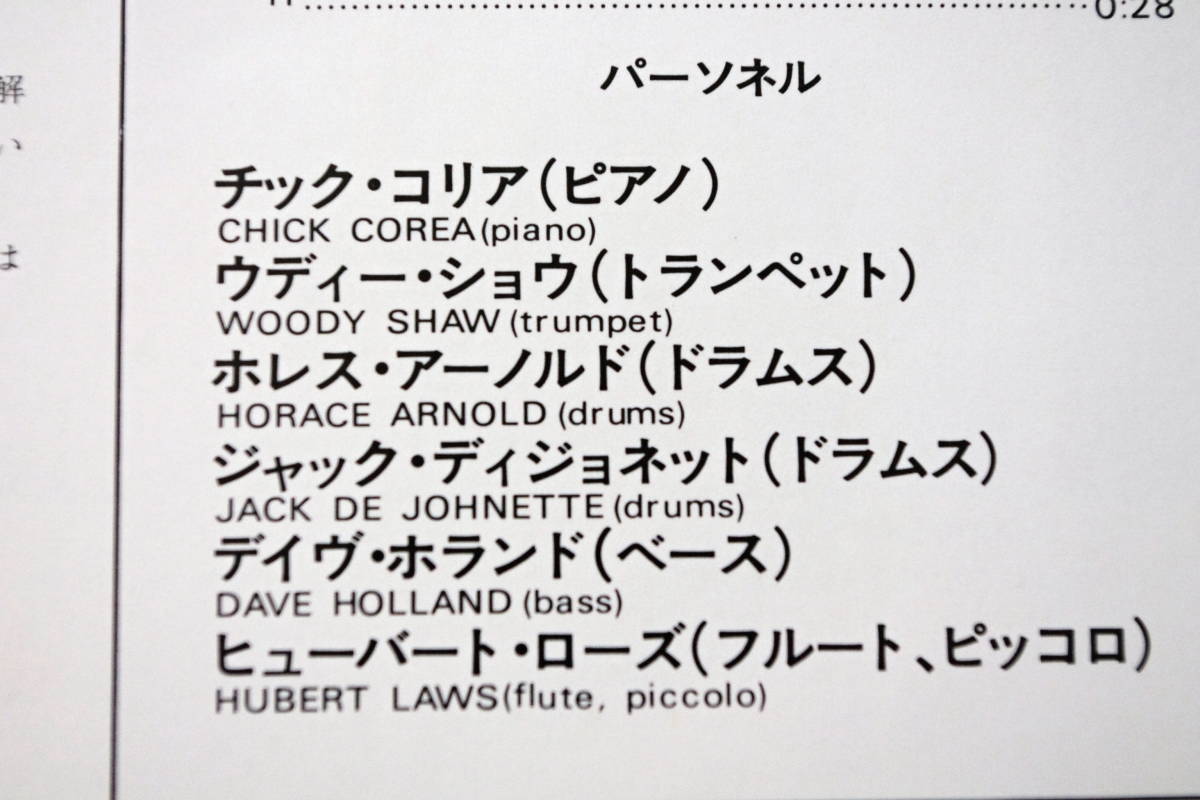 0:28
パーソネル
チック・コリア(ピアノ)
CHICK COREA(piano)
ウディー・ショウ(トランペット)
WOODY SHAW(trumpet)
ホレス・アーノルド(ドラムス)
HORACE ARNOLD(drums)
ジャック・ディジョネット(ドラムス)
JACK DE JOHNETTE(drums)
デイヴ・ホランド(ベース)
DAVE HOLLAND(bass)
ヒューバート・ローズ(フルート、ピッコロ)
HUBERT LAWS(flute, piccolo)
解
い
は